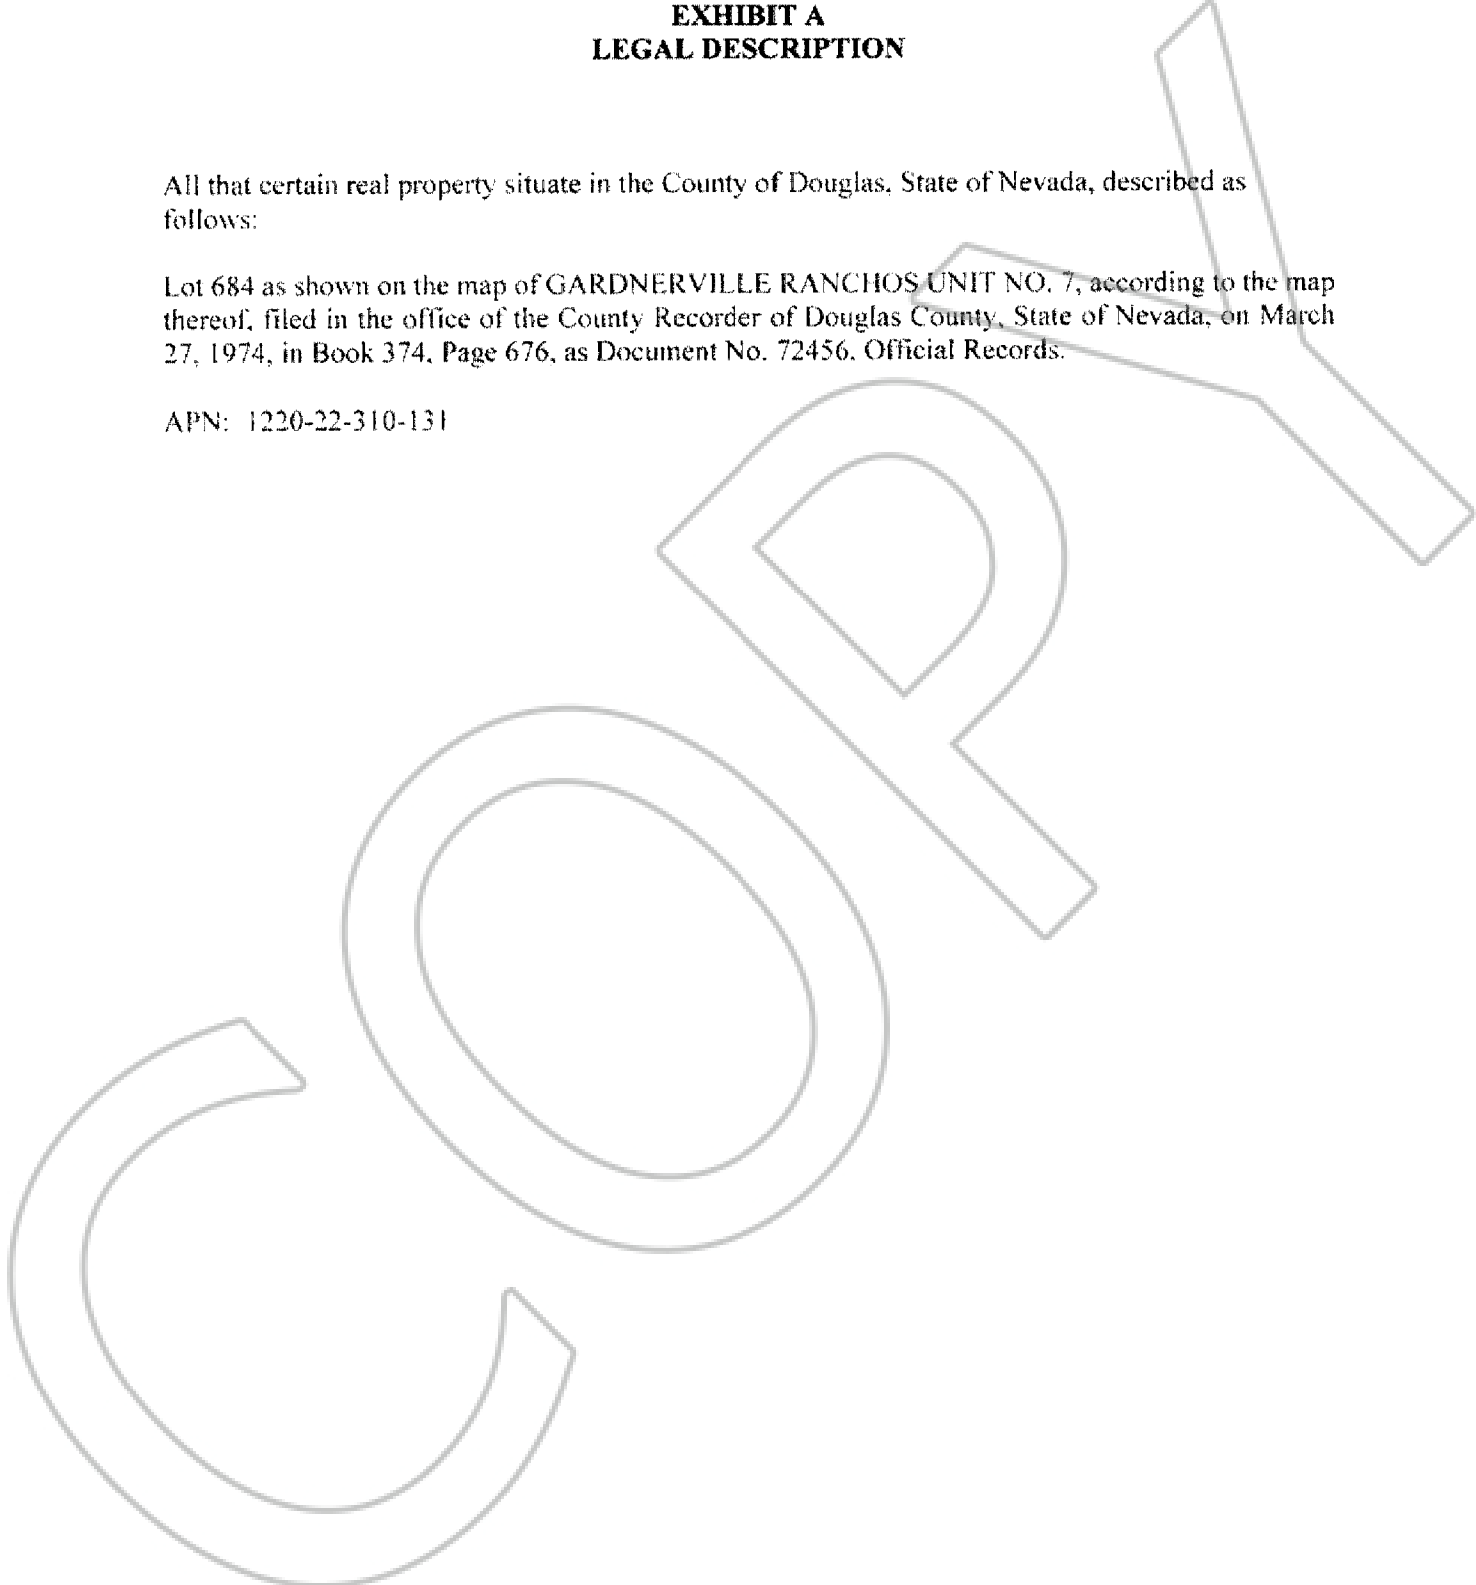 EXHIBIT A
LEGAL DESCRIPTION
All that certain real property situate in the County of Douglas, State of Nevada, described as
follows:
Lot 684 as shown on the map of GARDNERVILLE RANCHOS UNIT NO. 7, according to the map
thereof, filed in the office of the County Recorder of Douglas County, State of Nevada, on March
27, 1974, in Book 374, Page 676, as Document No. 72456, Official Records.
APN: 1220-22-310-131
COPY